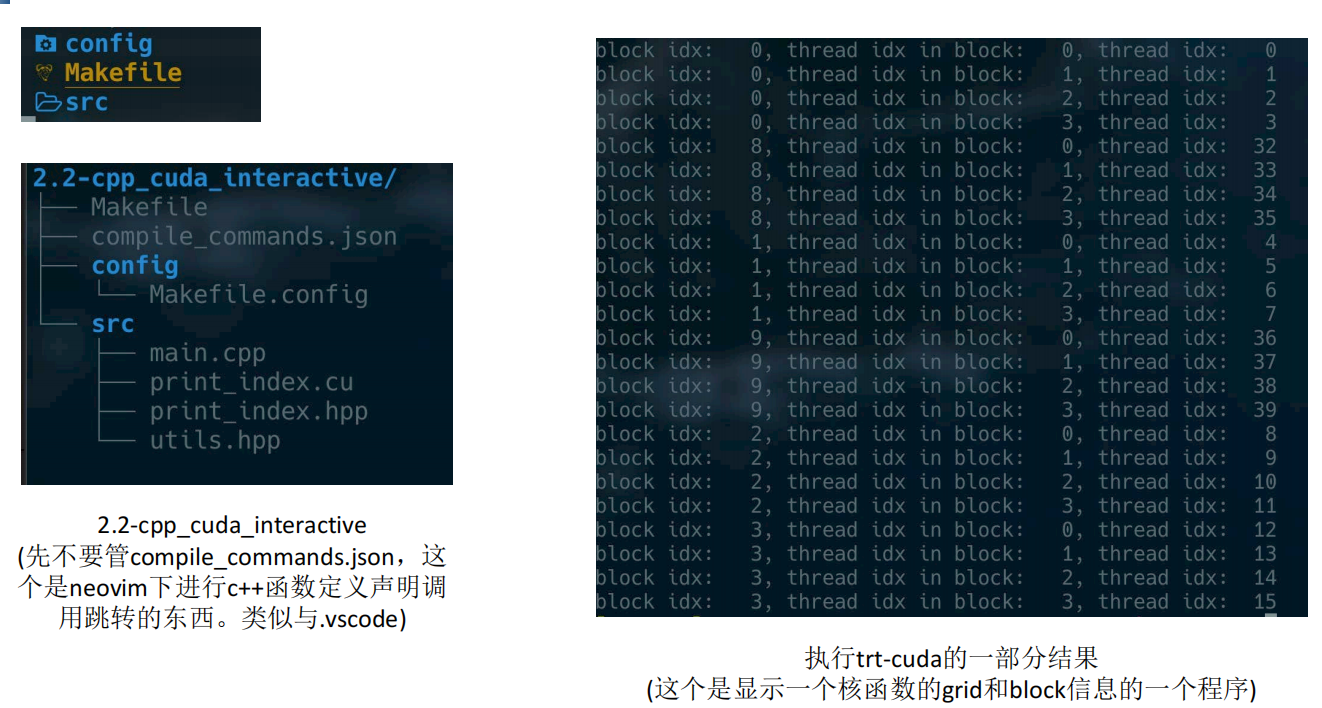 config
Makefile
src
2.2-cpp_cuda_interactive/
Makefile
compile_commands.json
config
Makefile.config
src
main.cpp
print_index.cu
print_index.hpp
utils.hpp
2.2-cpp_cuda_interactive
(先不要管compile_commands.json，这
个是neovim下进行c++函数定义声明调
用跳转的东西。类似与.vscode)
block idx: 0, thread idx in block: 0, thread idx: 0
block idx: 0, thread idx in block: 1, thread idx: 1
block idx: 0, thread idx in block: 2, thread idx: 2
block idx: 0, thread idx in block: 3, thread idx: 3
block idx: 8, thread idx in block: 0, thread idx: 32
block idx: 8, thread idx in block: 1, thread idx: 33
block idx: 8, thread idx in block: 2, thread idx: 34
block idx: 8, thread idx in block: 3, thread idx: 35
block idx: 1, thread idx in block: 0, thread idx: 4
block idx: 1, thread idx in block: 1, thread idx: 5
block idx: 1, thread idx in block: 2, thread idx: 6
block idx: 1, thread idx in block: 3, thread idx: 7
block idx: 9, thread idx in block: 0, thread idx: 36
block idx: 9, thread idx in block: 1, thread idx: 37
block idx: 9, thread idx in block: 2, thread idx: 38
block idx: 9, thread idx in block: 3, thread idx: 39
block idx: 2, thread idx in block: 0, thread idx: 8
block idx: 2, thread idx in block: 1, thread idx: 9
block idx: 2, thread idx in block: 2, thread idx: 10
block idx: 2, thread idx in block: 3, thread idx: 11
block idx: 3, thread idx in block: 0, thread idx: 12
block idx: 3, thread idx in block: 1, thread idx: 13
block idx: 3, thread idx in block: 2, thread idx: 14
block idx: 3, thread idx in block: 3, thread idx: 15
执行trt-cuda的一部分结果
(这个是显示一个核函数的grid和block信息的一个程序)